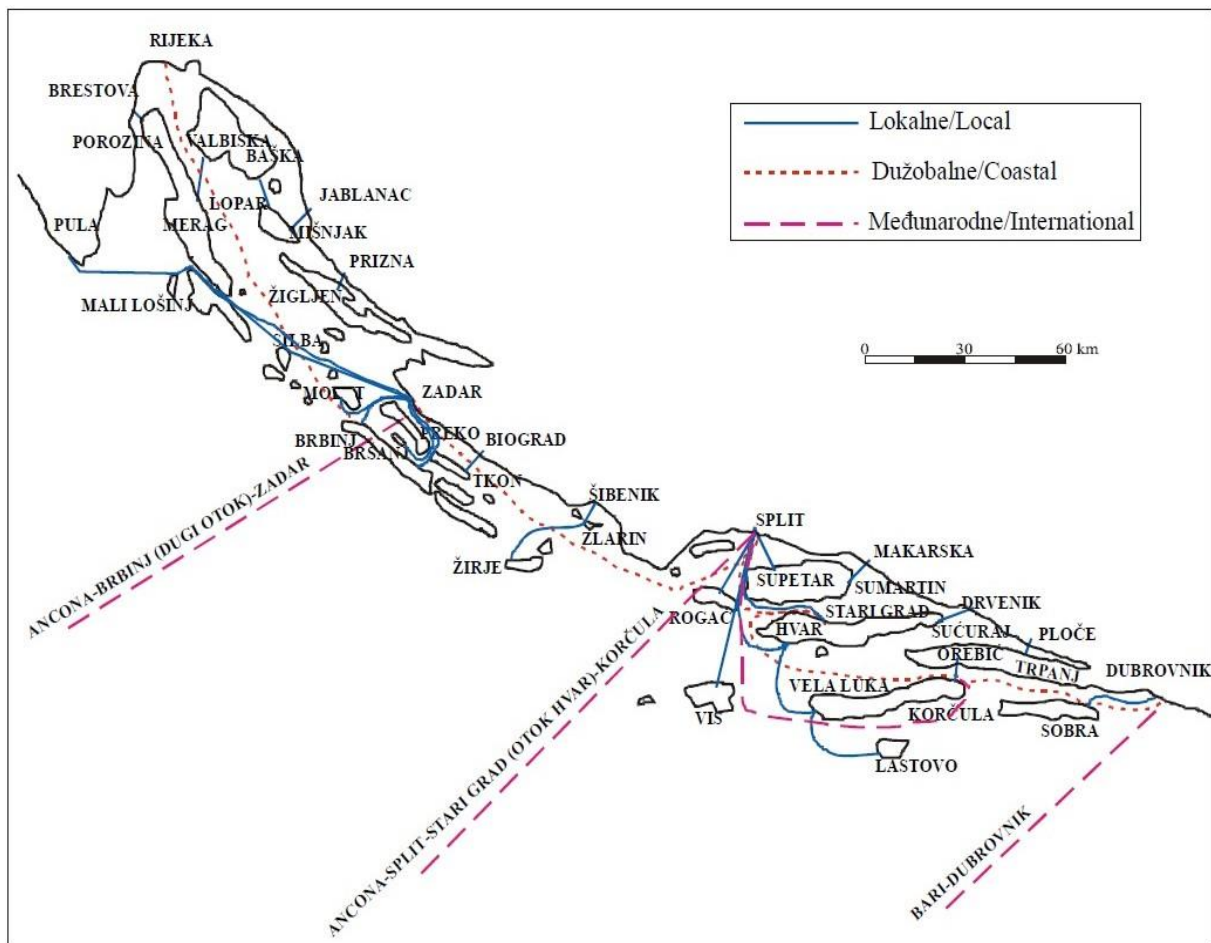 RIJEKA
BRESTOVA
POROZINA
VALBISKA
BAŠKA
Lokalne/Local
Dužobalne/Coastal
Međunarodne/International
LOPAR
JABLANAC
PULA
MERAG
MIŠNJAK
PRIZNA
MALI LOŠINJ
ŽIGLJEN
0 30 60 km
SILBA
ZADAR
BRBINJ
PREKO
BIOGRAD
BRŠANJ
TKON
ŠIBENIK
ZLARIN
ŽIRJE
SPLIT
MAKARSKA
SUPETAR
SUMARTIN
ROGAČ
STARI GRAD
DRVENIK
HVAR
SUĆURAJ
PLOČE
OREBIĆ
TRPANJ
DUBROVNIK
VELA LUKA
VIS
KORČULA
SOBRA
LASTOVO
ANCONA-BRBINJ (DUGI OTOK)-ZADAR
ANCONA-SPLIT-STARI GRAD (OTOK HVAR)-KORČULA
BARI-DUBROVNIK